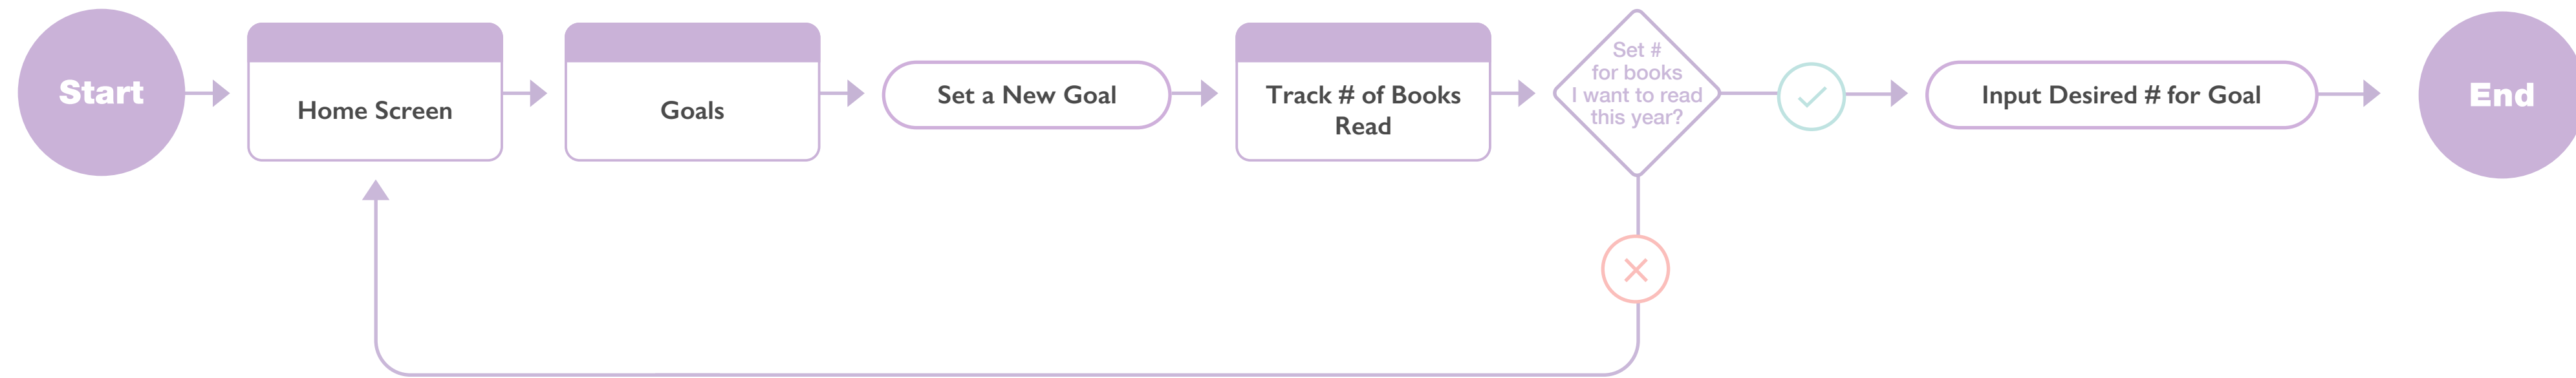 Start
Home Screen
Goals
Set a New Goal
Track # of Books
Read
Set #
for books
I want to read
this year?
Input Desired # for Goal
End